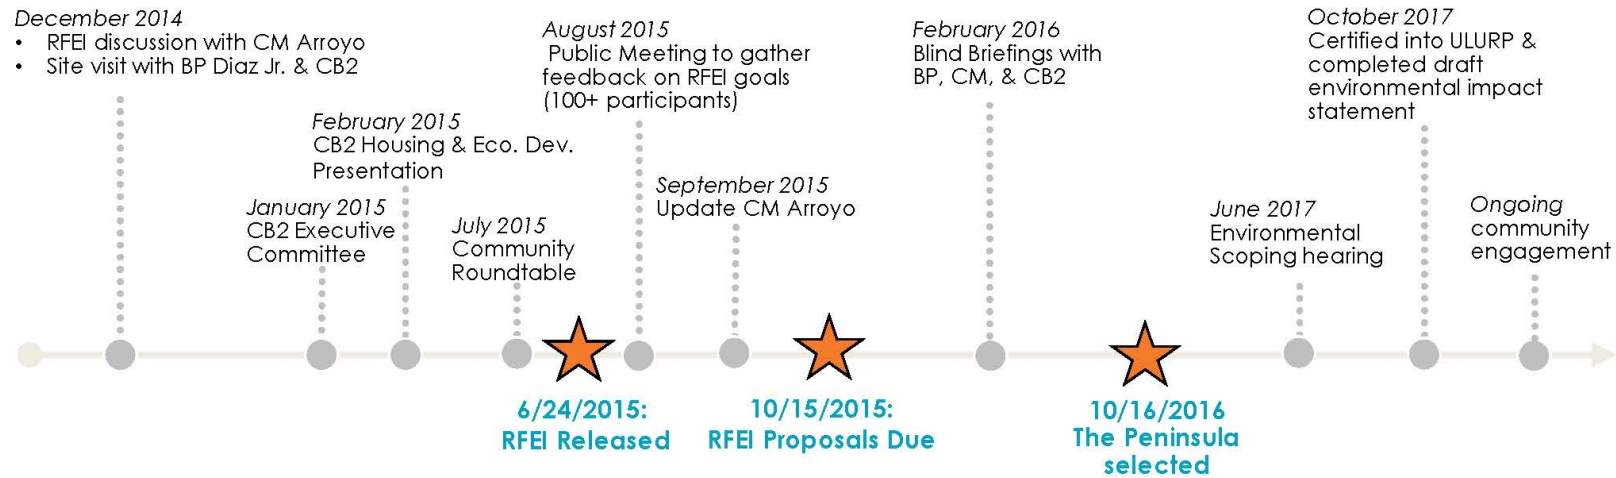 December 2014
• RFEI discussion with CM Arroyo
• Site visit with BP Diaz Jr. & CB2
January 2015
CB2 Executive
Committee
February 2015
CB2 Housing & Eco. Dev.
Presentation
July 2015
Community
Roundtable
6/24/2015:
RFEI Released
August 2015
Public Meeting to gather
feedback on RFEI goals
(100+ participants)
September 2015
Update CM Arroyo
10/15/2015:
RFEI Proposals Due
February 2016
Blind Briefings with
BP, CM, & CB2
10/16/2016
The Peninsula
selected
June 2017
Environmental
Scoping hearing
October 2017
Certified into ULURP &
completed draft
environmental impact
statement
Ongoing
community
engagement